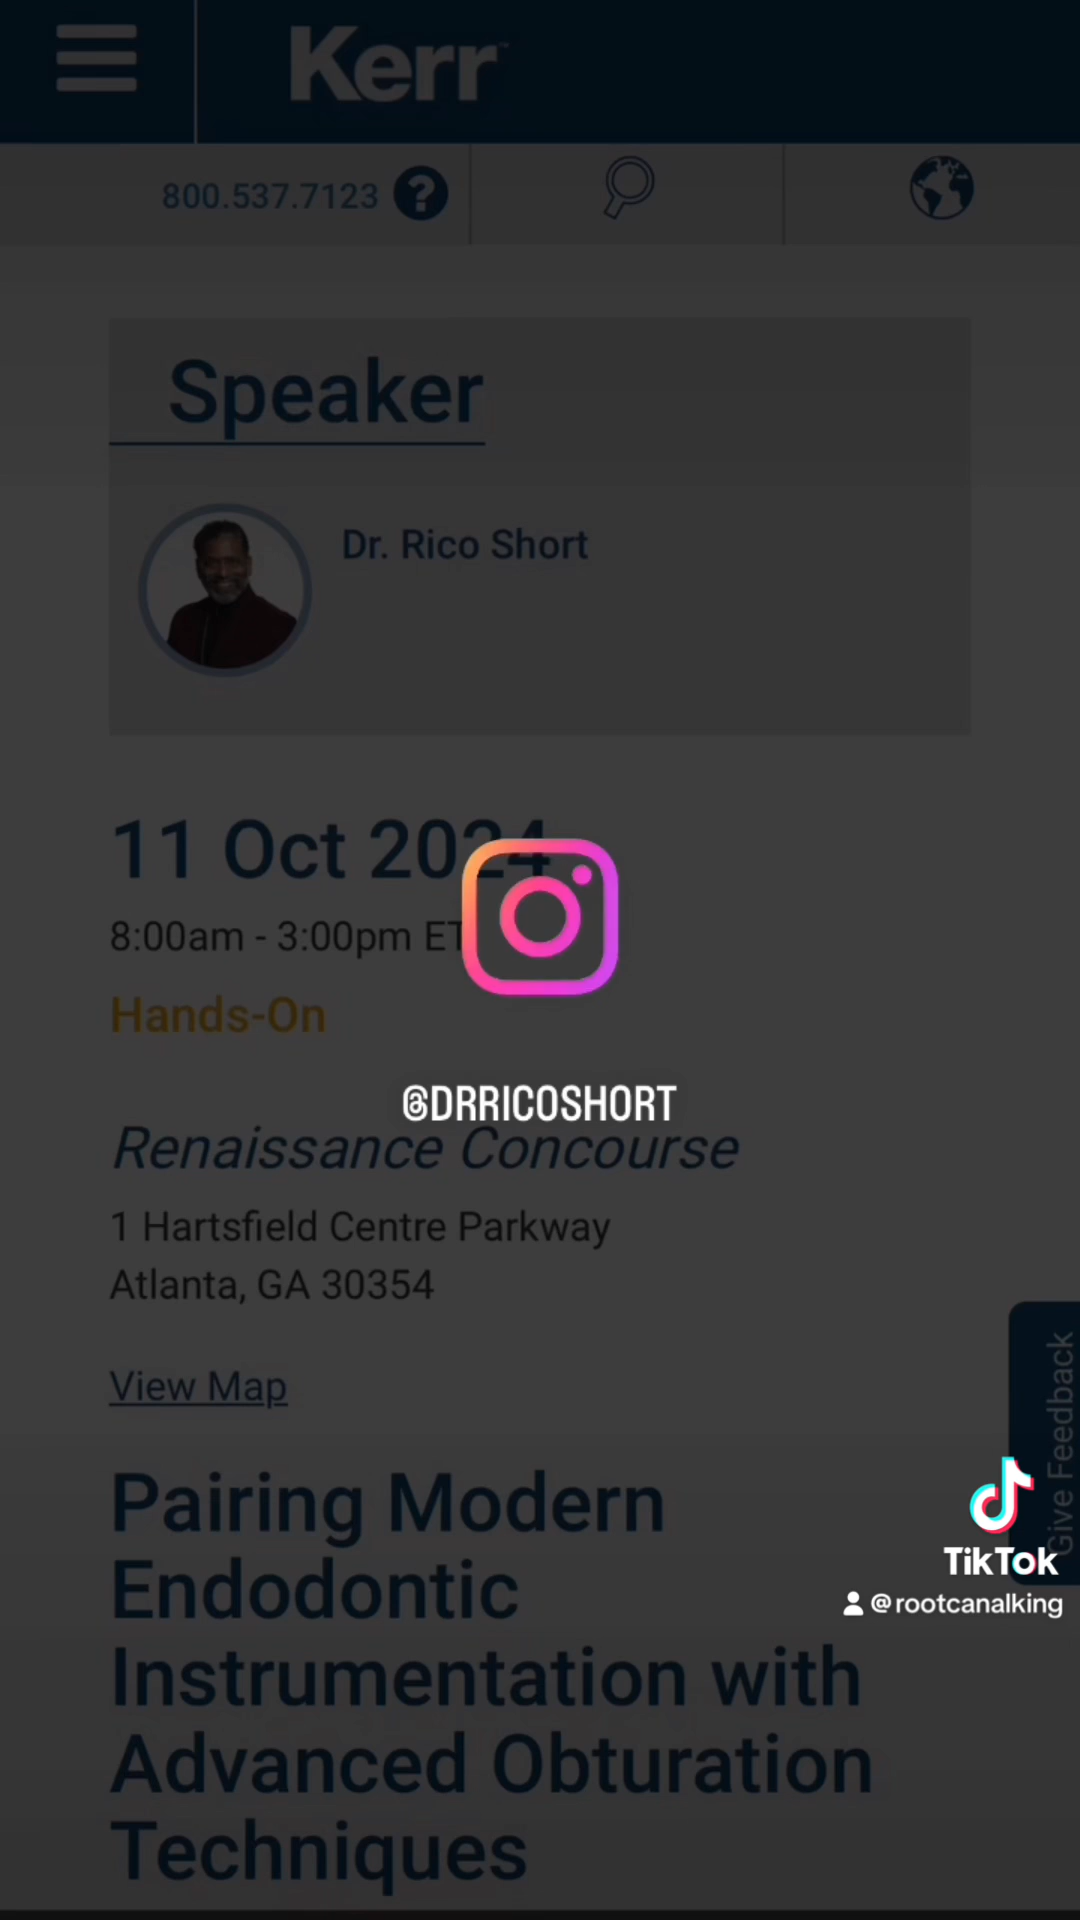 Kerr™
800.537.7123 ?
Speaker
Dr. Rico Short
11 Oct 2024
8:00am - 3:00pm ET
Hands-On
@DRRICOSHORT
Renaissance Concourse
1 Hartsfield Centre Parkway
Atlanta, GA 30354
View Map
Give Feedback
Pairing Modern
Endodontic
Instrumentation with
Advanced Obturation
Techniques
TikTok
@rootcanalking